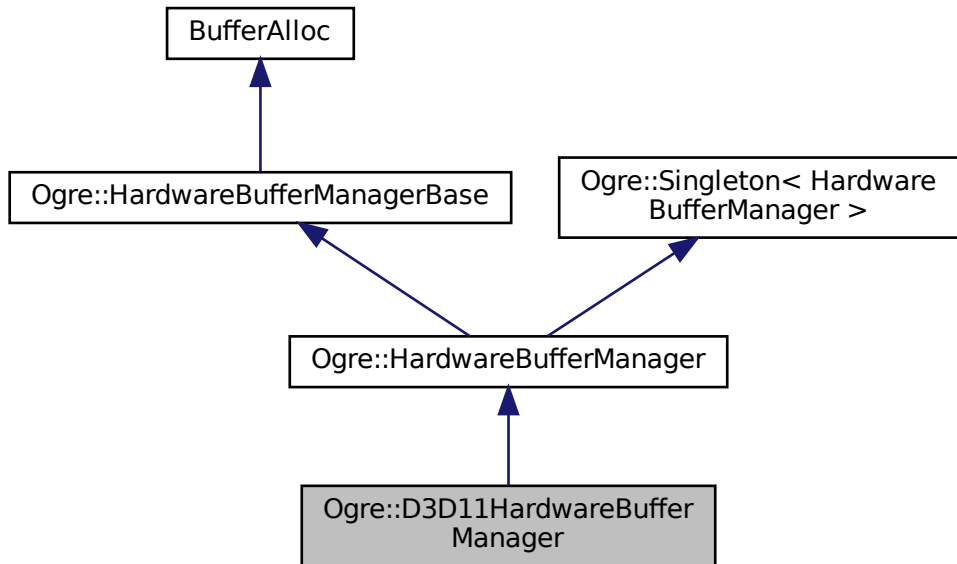 BufferAlloc
Ogre::HardwareBufferManagerBase
Ogre::Singleton< Hardware
BufferManager >
Ogre::HardwareBufferManager
Ogre::D3D11HardwareBuffer
Manager